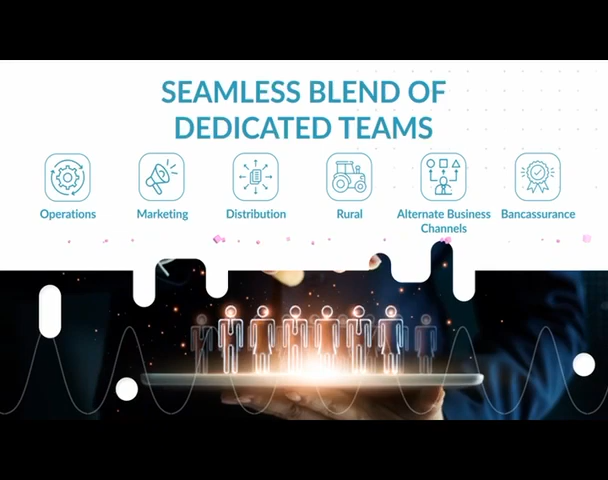 SEAMLESS BLEND OF
DEDICATED TEAMS
Operations
Marketing
Distribution
Rural
Alternate Business
Channels
Bancassurance